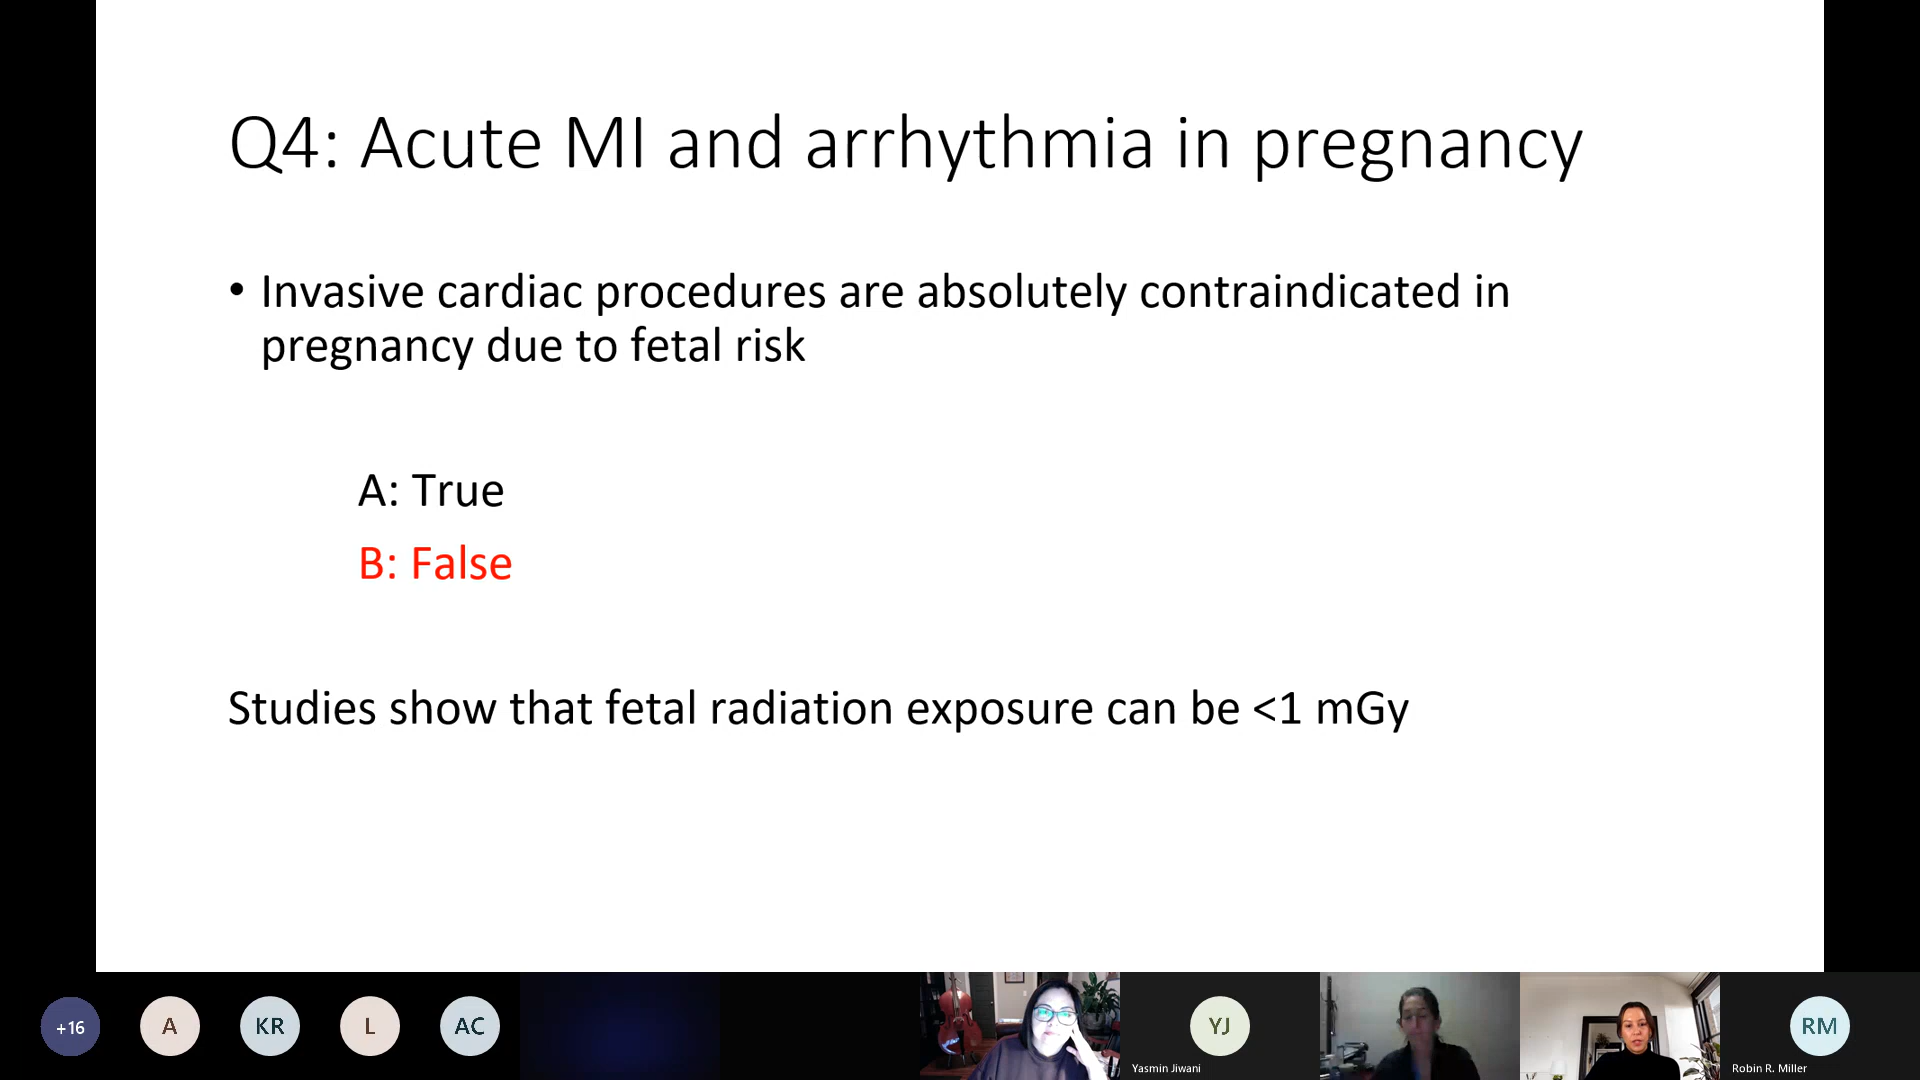 Q4: Acute MI and arrhythmia in pregnancy
• Invasive cardiac procedures are absolutely contraindicated in
pregnancy due to fetal risk
A: True
B: False
Studies show that fetal radiation exposure can be <1 mGy
+16
A
KR
L
AC
YJ
Yasmin Jiwani
RM
Robin R. Miller